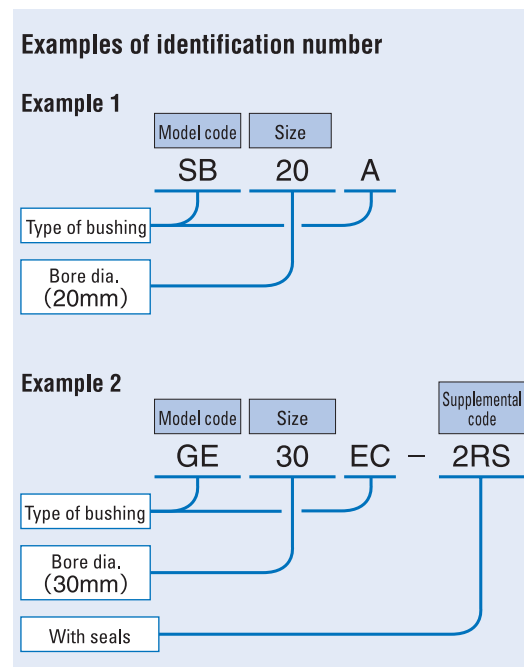 Examples of identification number
Example 1
Model code Size
SB 20 A
Type of bushing
Bore dia.
(20mm)
Example 2
Supplemental
code
Model code Size
GE 30 EC – 2RS
Type of bushing
Bore dia.
(30mm)
With seals